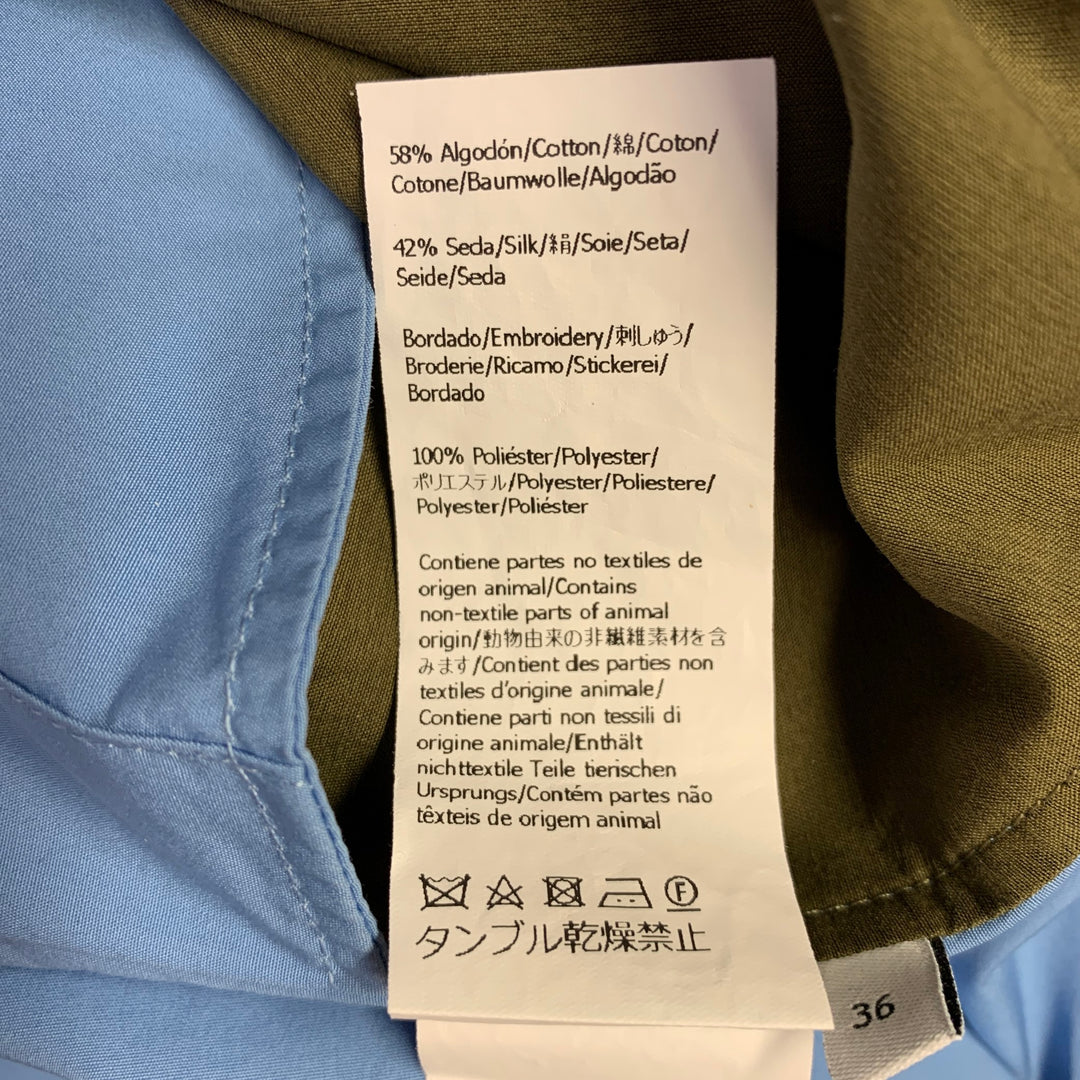 58% Algodón/Cotton/綿/Coton/
Cotone/Baumwolle/Algodão
42% Seda/Silk/絹/Soie/Seta/
Seide/Seda
Bordado/Embroidery/刺しゅう/
Broderie/Ricamo/Stickerei/
Bordado
100% Poliéster/Polyester/
ポリエステル/Polyester/Poliestere/
Polyester/Poliéster
Contiene partes no textiles de
origen animal/Contains
non-textile parts of animal
origin/動物由来の非繊維素材を含
みます/Contient des parties non
textiles d'origine animale/
Contiene parti non tessili di
origine animale/Enthält
nichttextile Teile tierischen
Ursprungs/Contém partes não
têxteis de origem animal
F
タンブル乾燥禁止
36